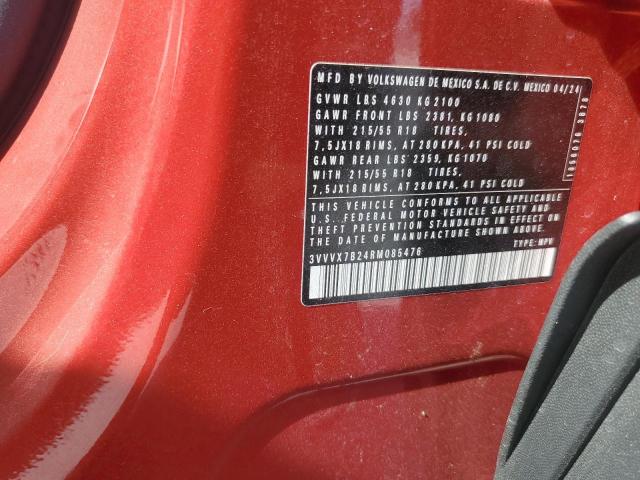 MFD BY VOLKSWAGEN DE MEXICO S.A. DE C.V. MEXICO 04/24
GVWR LBS 4630 KG 2100
GAWR FRONT LBS 2381, KG 1080
WITH 215/55 R18 TIRES,
7,5JX18 RIMS, AT 280 KPA, 41 PSI COLD
GAWR REAR LBS 2359, KG 1070
WITH 215/55 R18 TIRES,
7,5JX18 RIMS, AT 280 KPA, 41 PSI COLD
THIS VEHICLE CONFORMS TO ALL APPLICABLE
U.S. FEDERAL MOTOR VEHICLE SAFETY AND
THEFT PREVENTION STANDARDS IN EFFECT ON
DATE OF MANUFACTURE SHOWN ABOVE.
TYPE: MPV
3VVVX7B24RM085476
3B78